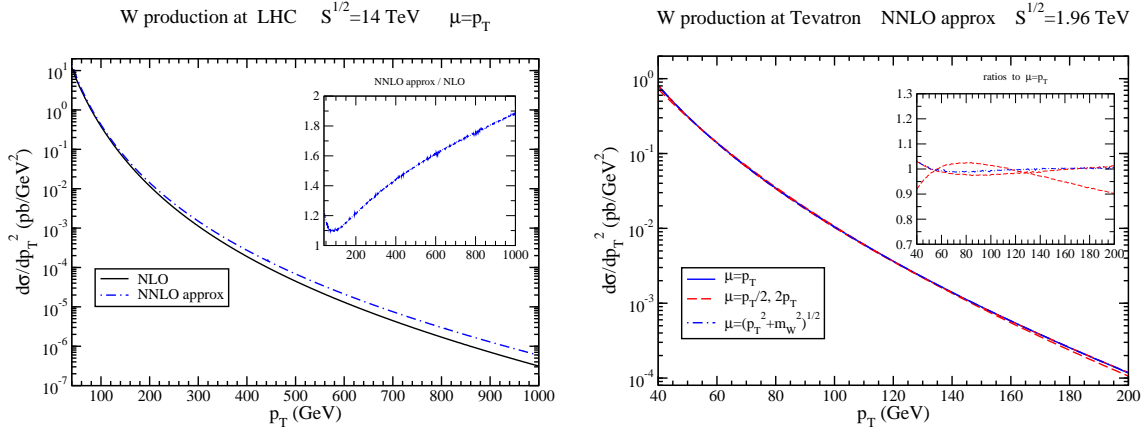 W production at LHC S^1/2=14 TeV μ=p_T
NNLO approx / NLO
2
1.8
1.6
1.4
1.2
1
200 400 600 800 1000
10^1
10^0
10^-1
10^-2
10^-3
10^-4
10^-5
10^-6
10^-7
dσ/dp_T^2 (pb/GeV^2)
NLO
NNLO approx
100 200 300 400 500 600 700 800 900 1000
p_T (GeV)
W production at Tevatron NNLO approx S^1/2=1.96 TeV
ratios to μ=p_T
1.3
1.2
1.1
1
0.9
0.8
0.7
40 60 80 100 120 140 160 180 200
10^0
10^-1
10^-2
10^-3
10^-4
dσ/dp_T^2 (pb/GeV^2)
μ=p_T
μ=p_T/2, 2p_T
μ=(p_T^2+m_W^2)^1/2
40 60 80 100 120 140 160 180 200
p_T (GeV)